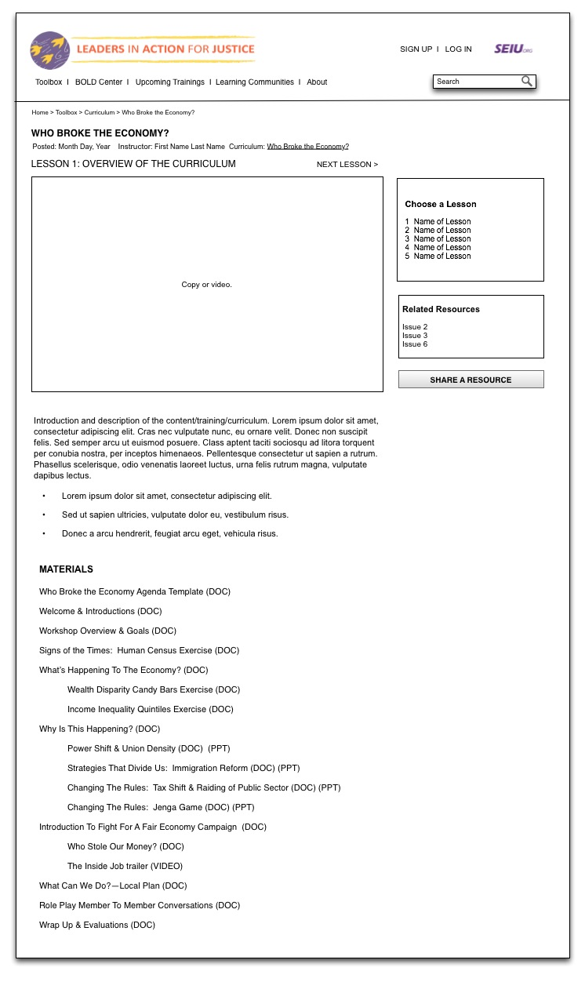 LEADERS IN ACTION FOR JUSTICE
SIGN UP I LOG IN
SEIU.ORG
Toolbox I BOLD Center I Upcoming Trainings I Learning Communities I About
Search
Home > Toolbox > Curriculum > Who Broke the Economy?
WHO BROKE THE ECONOMY?
Posted: Month Day, Year Instructor: First Name Last Name Curriculum: Who Broke the Economy?
LESSON 1: OVERVIEW OF THE CURRICULUM
NEXT LESSON >
Copy or video.
Choose a Lesson
1 Name of Lesson
2 Name of Lesson
3 Name of Lesson
4 Name of Lesson
5 Name of Lesson
Related Resources
Issue 2
Issue 3
Issue 6
SHARE A RESOURCE
Introduction and description of the content/training/curriculum. Lorem ipsum dolor sit amet,
consectetur adipiscing elit. Cras nec vulputate nunc, eu ornare velit. Donec non suscipit
felis. Sed semper arcu ut euismod posuere. Class aptent taciti sociosqu ad litora torquent
per conubia nostra, per inceptos himenaeos. Pellentesque consectetur ut sapien a rutrum.
Phasellus scelerisque, odio venenatis laoreet luctus, urna felis rutrum magna, vulputate
dapibus lectus.
• Lorem ipsum dolor sit amet, consectetur adipiscing elit.
• Sed ut sapien ultricies, vulputate dolor eu, vestibulum risus.
• Donec a arcu hendrerit, feugiat arcu eget, vehicula risus.
MATERIALS
Who Broke the Economy Agenda Template (DOC)
Welcome & Introductions (DOC)
Workshop Overview & Goals (DOC)
Signs of the Times: Human Census Exercise (DOC)
What's Happening To The Economy? (DOC)
Wealth Disparity Candy Bars Exercise (DOC)
Income Inequality Quintiles Exercise (DOC)
Why Is This Happening? (DOC)
Power Shift & Union Density (DOC) (PPT)
Strategies That Divide Us: Immigration Reform (DOC) (PPT)
Changing The Rules: Tax Shift & Raiding of Public Sector (DOC) (PPT)
Changing The Rules: Jenga Game (DOC) (PPT)
Introduction To Fight For A Fair Economy Campaign (DOC)
Who Stole Our Money? (DOC)
The Inside Job trailer (VIDEO)
What Can We Do?—Local Plan (DOC)
Role Play Member To Member Conversations (DOC)
Wrap Up & Evaluations (DOC)